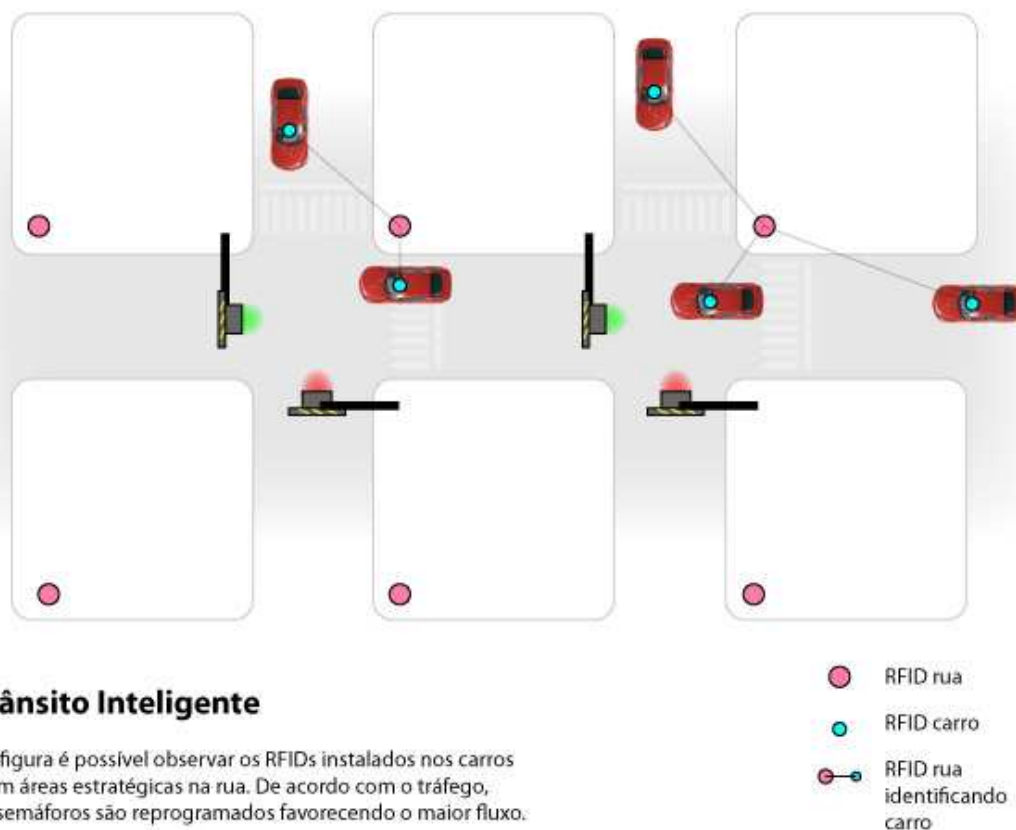 ânsito Inteligente
figura é possível observar os RFIDs instalados nos carros
m áreas estratégicas na rua. De acordo com o tráfego,
semáforos são reprogramados favorecendo o maior fluxo.
RFID rua
RFID carro
RFID rua
identificando
carro